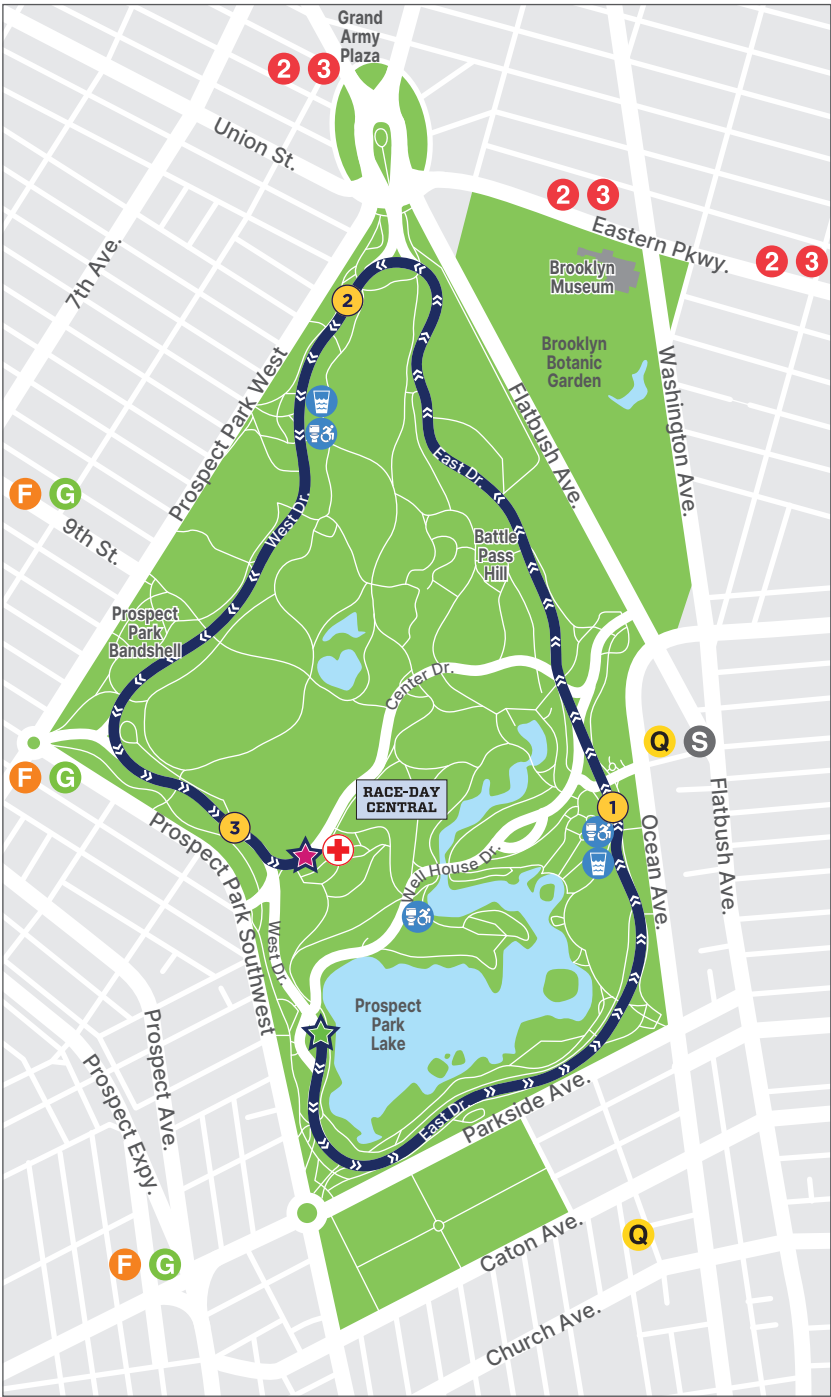 Grand
Army
Plaza
2 3
Union St.
2 3
Eastern Pkwy.
2 3
7th Ave.
Brooklyn
Museum
2
Brooklyn
Botanic
Garden
Prospect Park West
Washington Ave.
Flatbush Ave.
East Dr.
F G
9th St.
West Dr.
Battle
Pass
Hill
Prospect
Park
Bandshell
Center Dr.
F G
Q S
RACE-DAY
CENTRAL
1
3
Prospect Park Southwest
Well House Dr.
Ocean Ave.
Flatbush Ave.
West Dr.
Prospect
Park
Lake
Prospect Ave.
Prospect Expy.
East Dr.
Parkside Ave.
F G
Caton Ave.
Q
Church Ave.